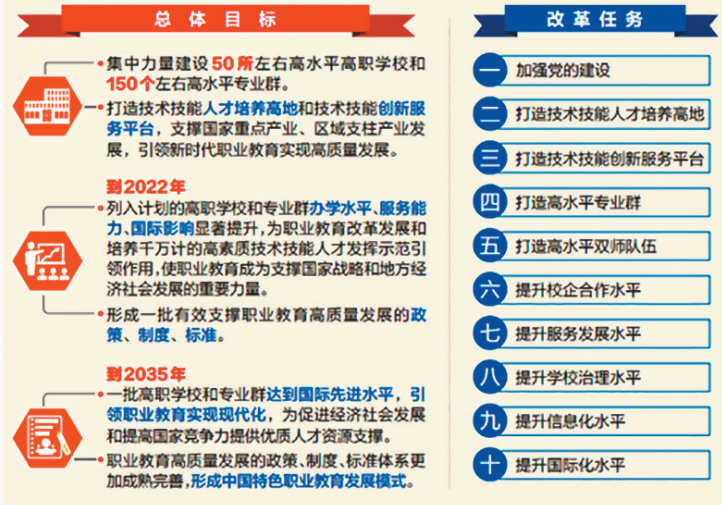 总体目标
集中力量建设50所左右高水平高职学校和
150个左右高水平专业群。
打造技术技能人才培养高地和技术技能创新服
务平台，支撑国家重点产业、区域支柱产业发
展，引领新时代职业教育实现高质量发展。
到2022年
列入计划的高职学校和专业群办学水平、服务能
力、国际影响显著提升，为职业教育改革发展和
培养千万计的高素质技术技能人才发挥示范引
领作用，使职业教育成为支撑国家战略和地方经
济社会发展的重要力量。
形成一批有效支撑职业教育高质量发展的政
策、制度、标准。
到2035年
一批高职学校和专业群达到国际先进水平，引
领职业教育实现现代化，为促进经济社会发展
和提高国家竞争力提供优质人才资源支撑。
职业教育高质量发展的政策、制度、标准体系更
加成熟完善，形成中国特色职业教育发展模式。
改革任务
一 加强党的建设
二 打造技术技能人才培养高地
三 打造技术技能创新服务平台
四 打造高水平专业群
五 打造高水平双师队伍
六 提升校企合作水平
七 提升服务发展水平
八 提升学校治理水平
九 提升信息化水平
十 提升国际化水平